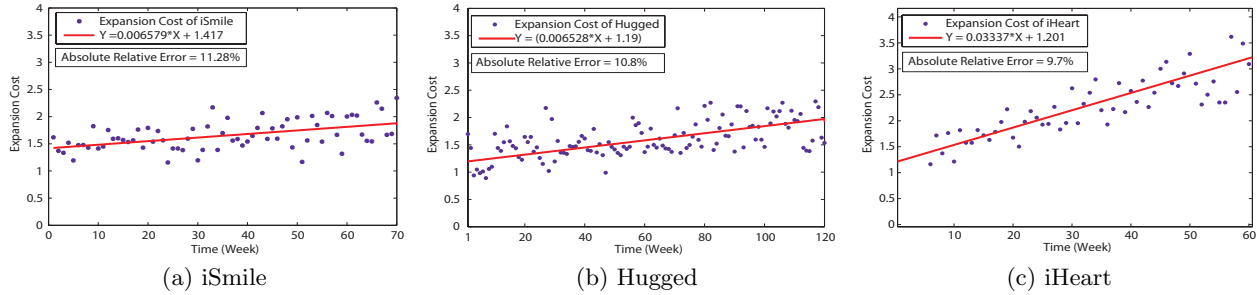 4
3.5
3
2.5
2
1.5
1
0.5
0
Expansion Cost
Expansion Cost of iSmile
Y =0.006579*X + 1.417
Absolute Relative Error = 11.28%
0 10 20 30 40 50 60 70
Time (Week)
(a) iSmile
4
3.5
3
2.5
2
1.5
1
0.5
0
Expansion Cost
Expansion Cost of Hugged
Y = (0.006528*X + 1.19)
Absolute Relative Error = 10.8%
1 20 40 60 80 100 120
Time (Week)
(b) Hugged
4
3.5
3
2.5
2
1.5
1
0.5
0
Expansion Cost
Expansion Cost of iHeart
Y = 0.03337*X + 1.201
Absolute Relative Error = 9.7%
10 20 30 40 50 60
Time (Week)
(c) iHeart